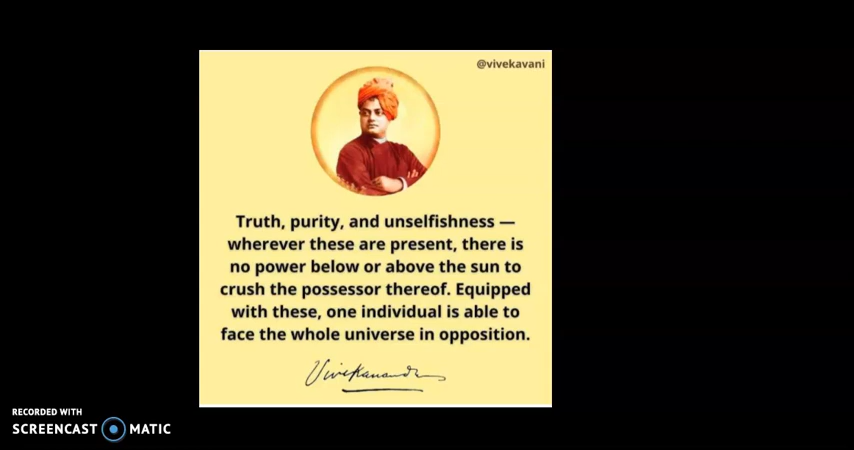 @vivekavani
Truth, purity, and unselfishness —
wherever these are present, there is
no power below or above the sun to
crush the possessor thereof. Equipped
with these, one individual is able to
face the whole universe in opposition.
Vivekananda
RECORDED WITH
SCREENCAST MATIC